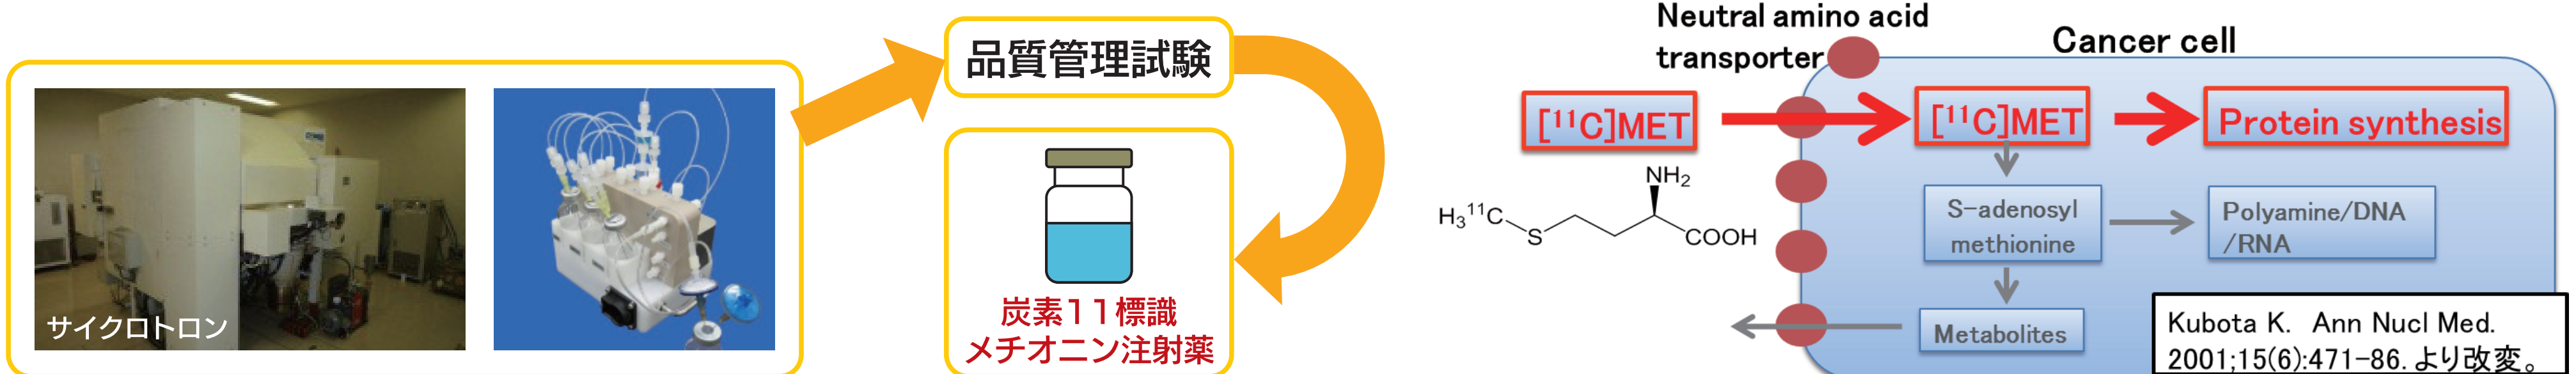 サイクロトロン
品質管理試験
炭素11標識
メチオニン注射薬
Neutral amino acid
transporter
Cancer cell
[¹¹C]MET
[¹¹C]MET
Protein synthesis
NH₂
H₃¹¹C
S
COOH
S-adenosyl
methionine
Polyamine/DNA
/RNA
Metabolites
Kubota K. Ann Nucl Med.
2001;15(6):471-86.より改変。